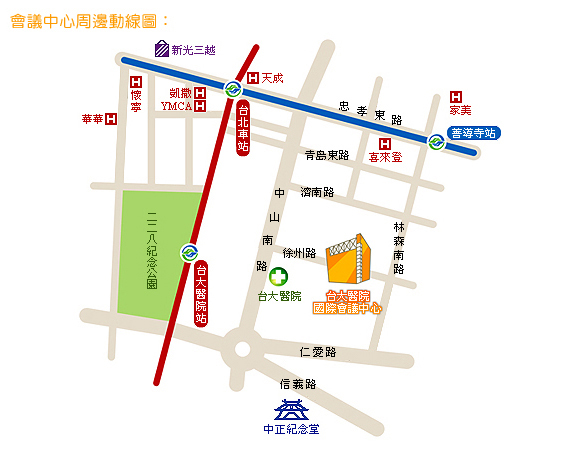 會議中心周邊動線圖：
新光三越
H 天成
H
懷寧
凱撒 H
YMCA H
華華 H
台北車站
忠孝東路
H
家美
善導寺站
H
喜來登
青島東路
濟南路
中山南路
林森南路
二二八紀念公園
徐州路
台大醫院站
台大醫院
台大醫院
國際會議中心
仁愛路
信義路
中正紀念堂